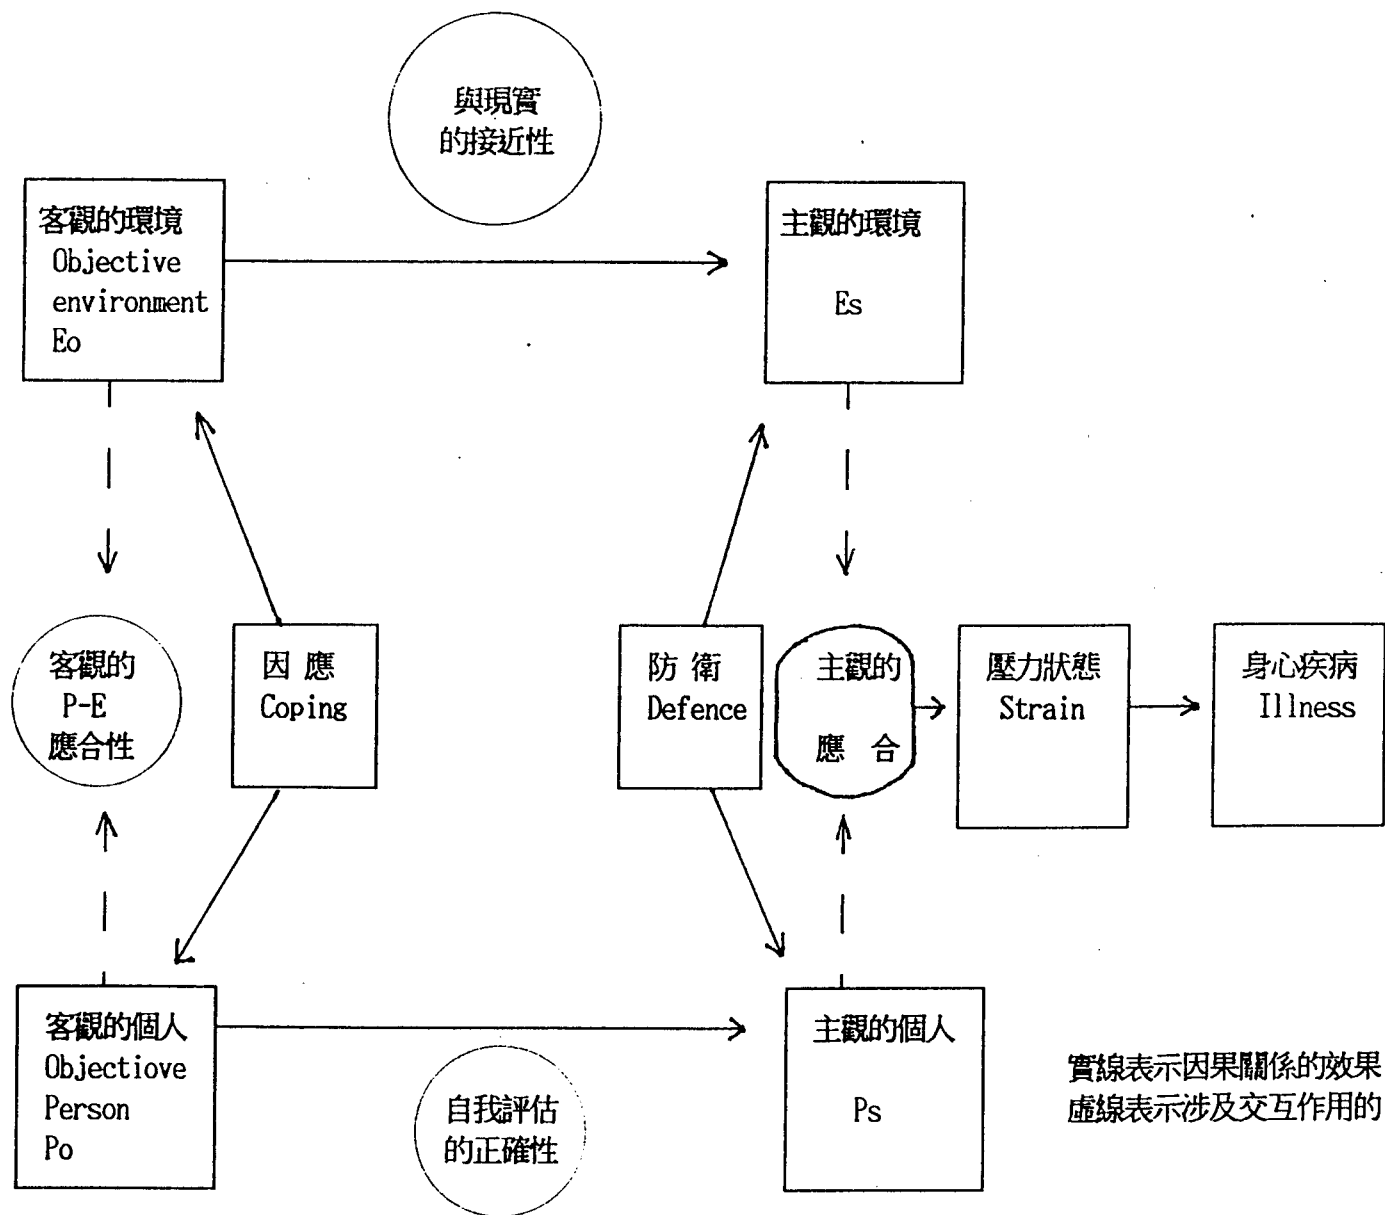 與現實
的接近性
客觀的環境
Objective
environment
Eo
主觀的環境
Es
客觀的
P-E
應合性
因 應
Coping
防 衛
Defence
主觀的
應 合
壓力狀態
Strain
身心疾病
Illness
客觀的個人
Objectiove
Person
Po
自我評估
的正確性
主觀的個人
Ps
實線表示因果關係的效果
虛線表示涉及交互作用的